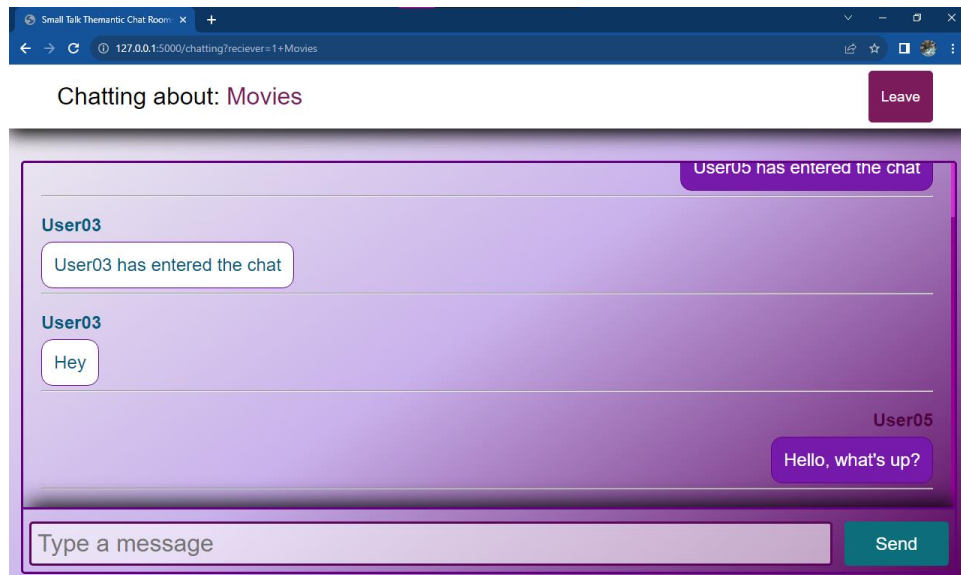 Small Talk Themantic Chat Room
127.0.0.1:5000/chatting?reciever=1+Movies
Chatting about: Movies
Leave
User05 has entered the chat
User03
User03 has entered the chat
User03
Hey
User05
Hello, what's up?
Type a message
Send